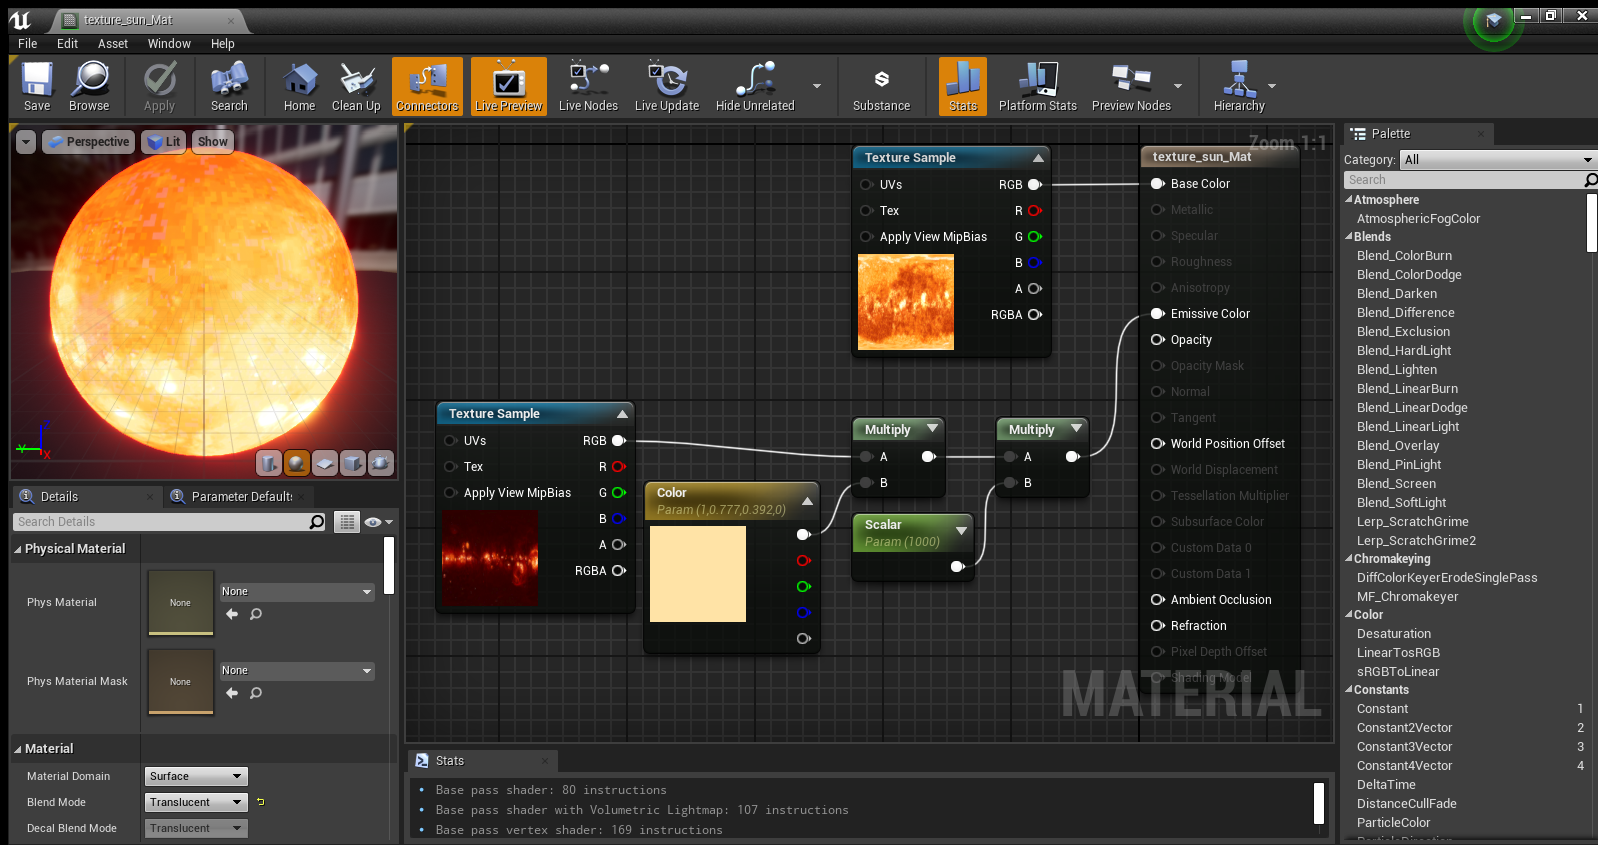 texture_sun_Mat
File Edit Asset Window Help
Save Browse Apply Search Home Clean Up Connectors Live Preview Live Nodes Live Update Hide Unrelated Substance Stats Platform Stats Preview Nodes Hierarchy
Perspective Lit Show
Z
Y
X
Details Parameter Defaults
Search Details
Physical Material
Phys Material
None
None
Phys Material Mask
None
None
Material
Material Domain Surface
Blend Mode Translucent
Decal Blend Mode Translucent
Zoom 1:1
Texture Sample
UVs RGB
Tex R
Apply View MipBias G
B
A
RGBA
texture_sun_Mat
Base Color
Metallic
Specular
Roughness
Anisotropy
Emissive Color
Opacity
Opacity Mask
Normal
Tangent
World Position Offset
World Displacement
Tessellation Multiplier
Subsurface Color
Custom Data 0
Custom Data 1
Ambient Occlusion
Refraction
Pixel Depth Offset
Shading Model
Texture Sample
UVs RGB
Tex R
Apply View MipBias G
B
A
RGBA
Color
Param (1,0.777,0.392,0)
Multiply
A
B
Multiply
A
B
Scalar
Param (1000)
MATERIAL
Stats
Base pass shader: 80 instructions
Base pass shader with Volumetric Lightmap: 107 instructions
Base pass vertex shader: 169 instructions
Palette
Category: All
Search
Atmosphere
AtmosphericFogColor
Blends
Blend_ColorBurn
Blend_ColorDodge
Blend_Darken
Blend_Difference
Blend_Exclusion
Blend_HardLight
Blend_Lighten
Blend_LinearBurn
Blend_LinearDodge
Blend_LinearLight
Blend_Overlay
Blend_PinLight
Blend_Screen
Blend_SoftLight
Lerp_ScratchGrime
Lerp_ScratchGrime2
Chromakeying
DiffColorKeyerErodeSinglePass
MF_Chromakeyer
Color
Desaturation
LinearTosRGB
sRGBToLinear
Constants
Constant 1
Constant2Vector 2
Constant3Vector 3
Constant4Vector 4
DeltaTime
DistanceCullFade
ParticleColor
ParticleDirection